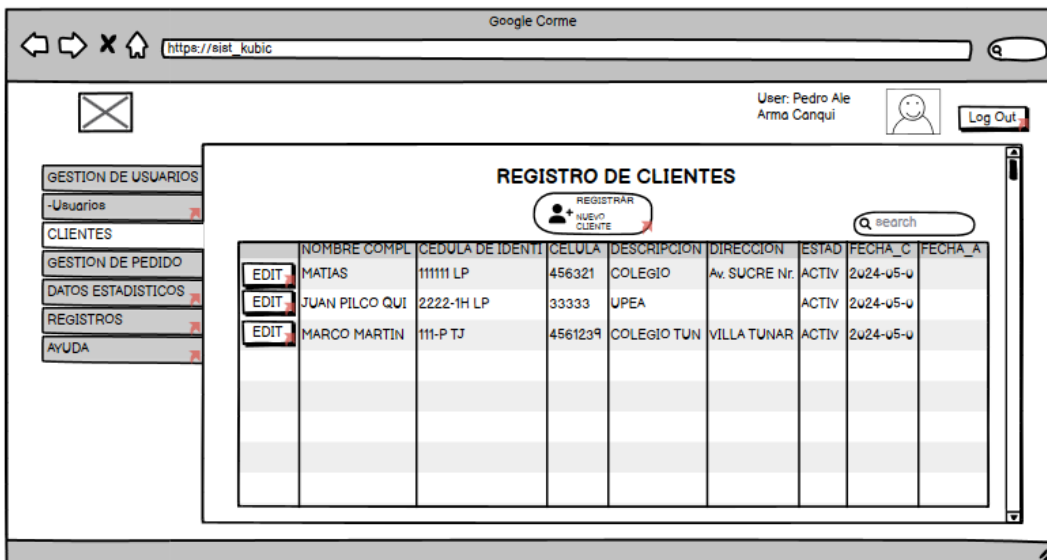 Google Corme
https://sist_kubic
User: Pedro Ale
Arma Canqui
Log Out
GESTION DE USUARIOS
-Usuarios
CLIENTES
GESTION DE PEDIDO
DATOS ESTADISTICOS
REGISTROS
AYUDA
REGISTRO DE CLIENTES
REGISTRAR
NUEVO
CLIENTE
search
NOMBRE COMPL CEDULA DE IDENTI CELULA DESCRIPCION DIRECCION ESTAD FECHA_C FECHA_A
EDIT MATIAS 111111 LP 456321 COLEGIO Av. SUCRE Nr. ACTIV 2024-05-0
EDIT JUAN PILCO QUI 2222-1H LP 33333 UPEA ACTIV 2024-05-0
EDIT MARCO MARTIN 111-P TJ 4561239 COLEGIO TUN VILLA TUNAR ACTIV 2024-05-0